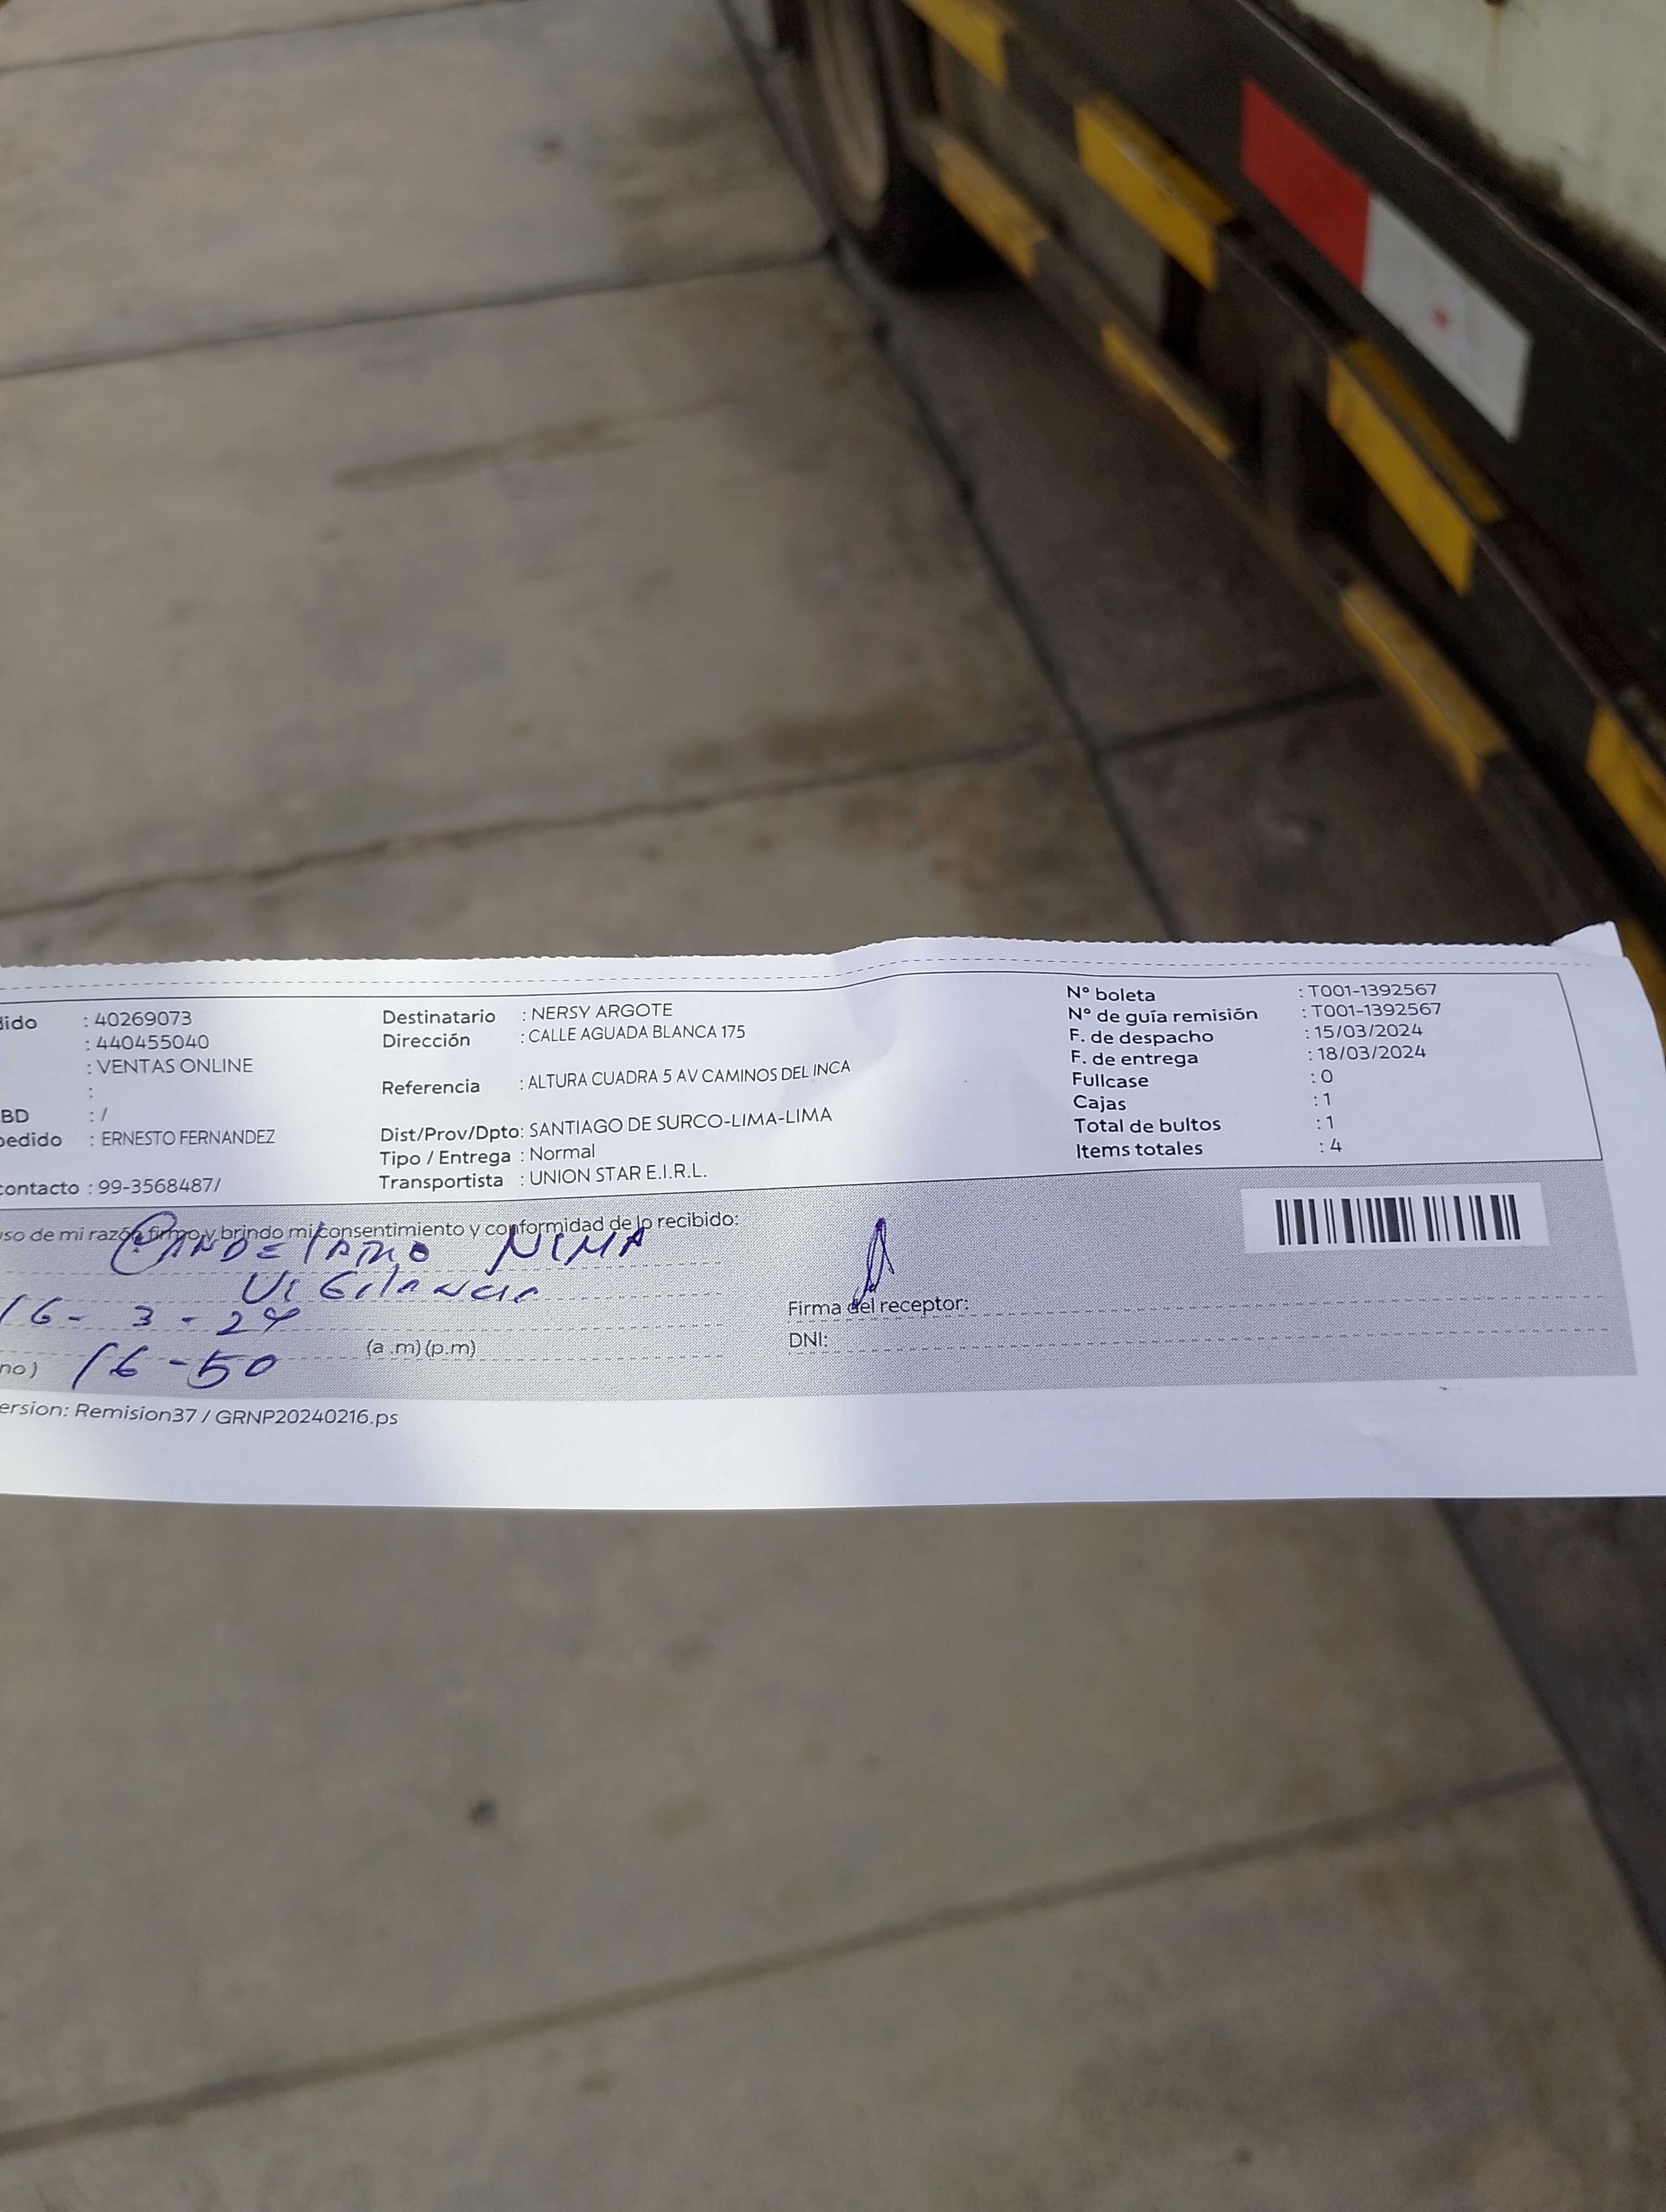 dido : 40269073
: 440455040
: VENTAS ONLINE
:
BD : /
pedido : ERNESTO FERNANDEZ
contacto : 99-3568487/
Destinatario : NERSY ARGOTE
Dirección : CALLE AGUADA BLANCA 175
Referencia : ALTURA CUADRA 5 AV CAMINOS DEL INCA
Dist/Prov/Dpto: SANTIAGO DE SURCO-LIMA-LIMA
Tipo / Entrega : Normal
Transportista : UNION STAR E.I.R.L.
Nº boleta : T001-1392567
Nº de guía remisión : T001-1392567
F. de despacho : 15/03/2024
F. de entrega : 18/03/2024
Fullcase : 0
Cajas : 1
Total de bultos : 1
Items totales : 4
uso de mi razón firmo y brindo mi consentimiento y conformidad de lo recibido:
CANDELARIO NIMA
VIGILANCIA
16 - 3 - 24
no) 16-50 (a .m) (p.m)
Firma del receptor:
DNI:
ersion: Remision37 / GRNP20240216.ps